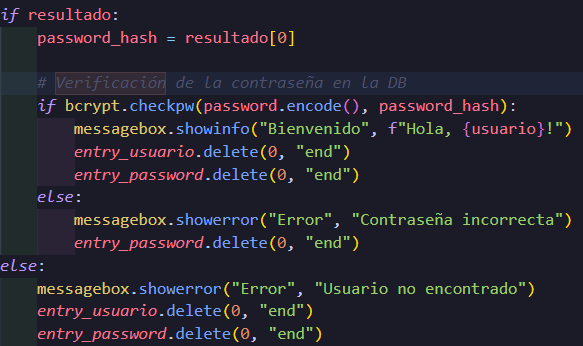 if resultado:
    password_hash = resultado[0]

    # Verificación de la contraseña en la DB
    if bcrypt.checkpw(password.encode(), password_hash):
        messagebox.showinfo("Bienvenido", f"Hola, {usuario}!")
        entry_usuario.delete(0, "end")
        entry_password.delete(0, "end")
    else:
        messagebox.showerror("Error", "Contraseña incorrecta")
        entry_password.delete(0, "end")
else:
    messagebox.showerror("Error", "Usuario no encontrado")
    entry_usuario.delete(0, "end")
    entry_password.delete(0, "end")